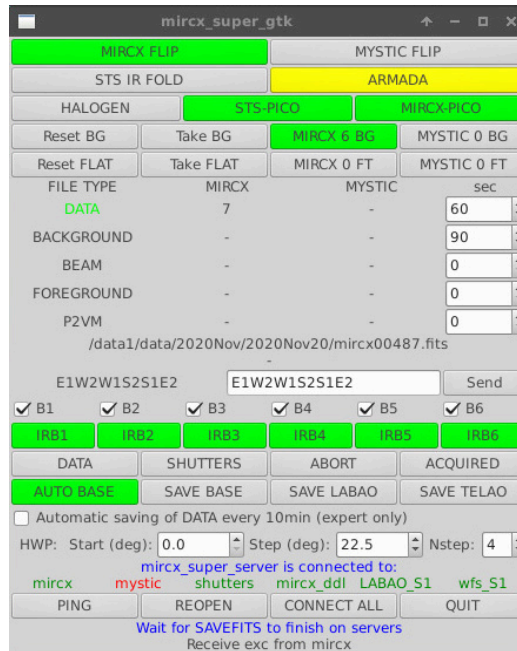 mircx_super_gtk
MIRCX FLIP MYSTIC FLIP
STS IR FOLD ARMADA
HALOGEN STS-PICO MIRCX-PICO
Reset BG Take BG MIRCX 6 BG MYSTIC 0 BG
Reset FLAT Take FLAT MIRCX 0 FT MYSTIC 0 FT
FILE TYPE MIRCX MYSTIC sec
DATA 7 - 60
BACKGROUND - - 90
BEAM - - 0
FOREGROUND - - 0
P2VM - - 0
/data1/data/2020Nov/2020Nov20/mircx00487.fits
-
E1W2W1S2S1E2 E1W2W1S2S1E2 Send
B1 B2 B3 B4 B5 B6
IRB1 IRB2 IRB3 IRB4 IRB5 IRB6
DATA SHUTTERS ABORT ACQUIRED
AUTO BASE SAVE BASE SAVE LABAO SAVE TELAO
Automatic saving of DATA every 10min (expert only)
HWP: Start (deg): 0.0 Step (deg): 22.5 Nstep: 4
mircx_super_server is connected to:
mircx mystic shutters mircx_ddl LABAO_S1 wfs_S1
PING REOPEN CONNECT ALL QUIT
Wait for SAVEFITS to finish on servers
Receive exc from mircx